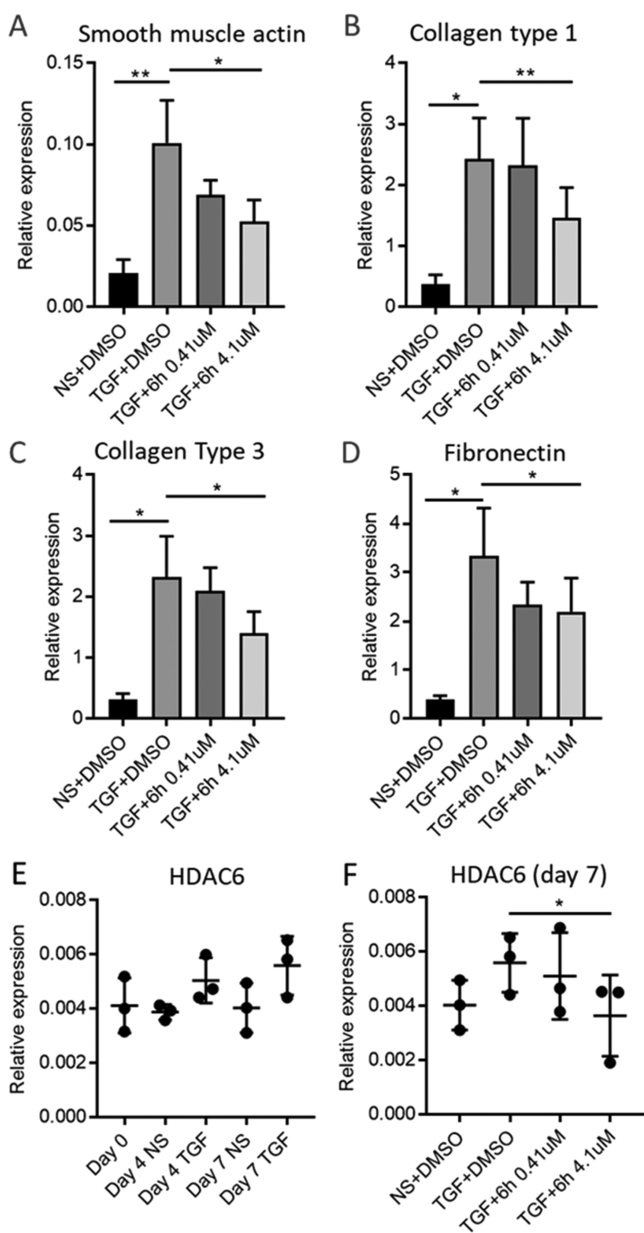 A
Smooth muscle actin
Relative expression
0.15
0.10
0.05
0.00
**
*
NS+DMSO
TGF+DMSO
TGF+6h 0.41uM
TGF+6h 4.1uM
B
Collagen type 1
Relative expression
4
3
2
1
0
*
**
NS+DMSO
TGF+DMSO
TGF+6h 0.41uM
TGF+6h 4.1uM
C
Collagen Type 3
Relative expression
4
3
2
1
0
*
*
NS+DMSO
TGF+DMSO
TGF+6h 0.41uM
TGF+6h 4.1uM
D
Fibronectin
Relative expression
5
4
3
2
1
0
*
*
NS+DMSO
TGF+DMSO
TGF+6h 0.41uM
TGF+6h 4.1uM
E
HDAC6
Relative expression
0.008
0.006
0.004
0.002
0.000
Day 0
Day 4 NS
Day 4 TGF
Day 7 NS
Day 7 TGF
F
HDAC6 (day 7)
Relative expression
0.008
0.006
0.004
0.002
0.000
*
NS+DMSO
TGF+DMSO
TGF+6h 0.41uM
TGF+6h 4.1uM